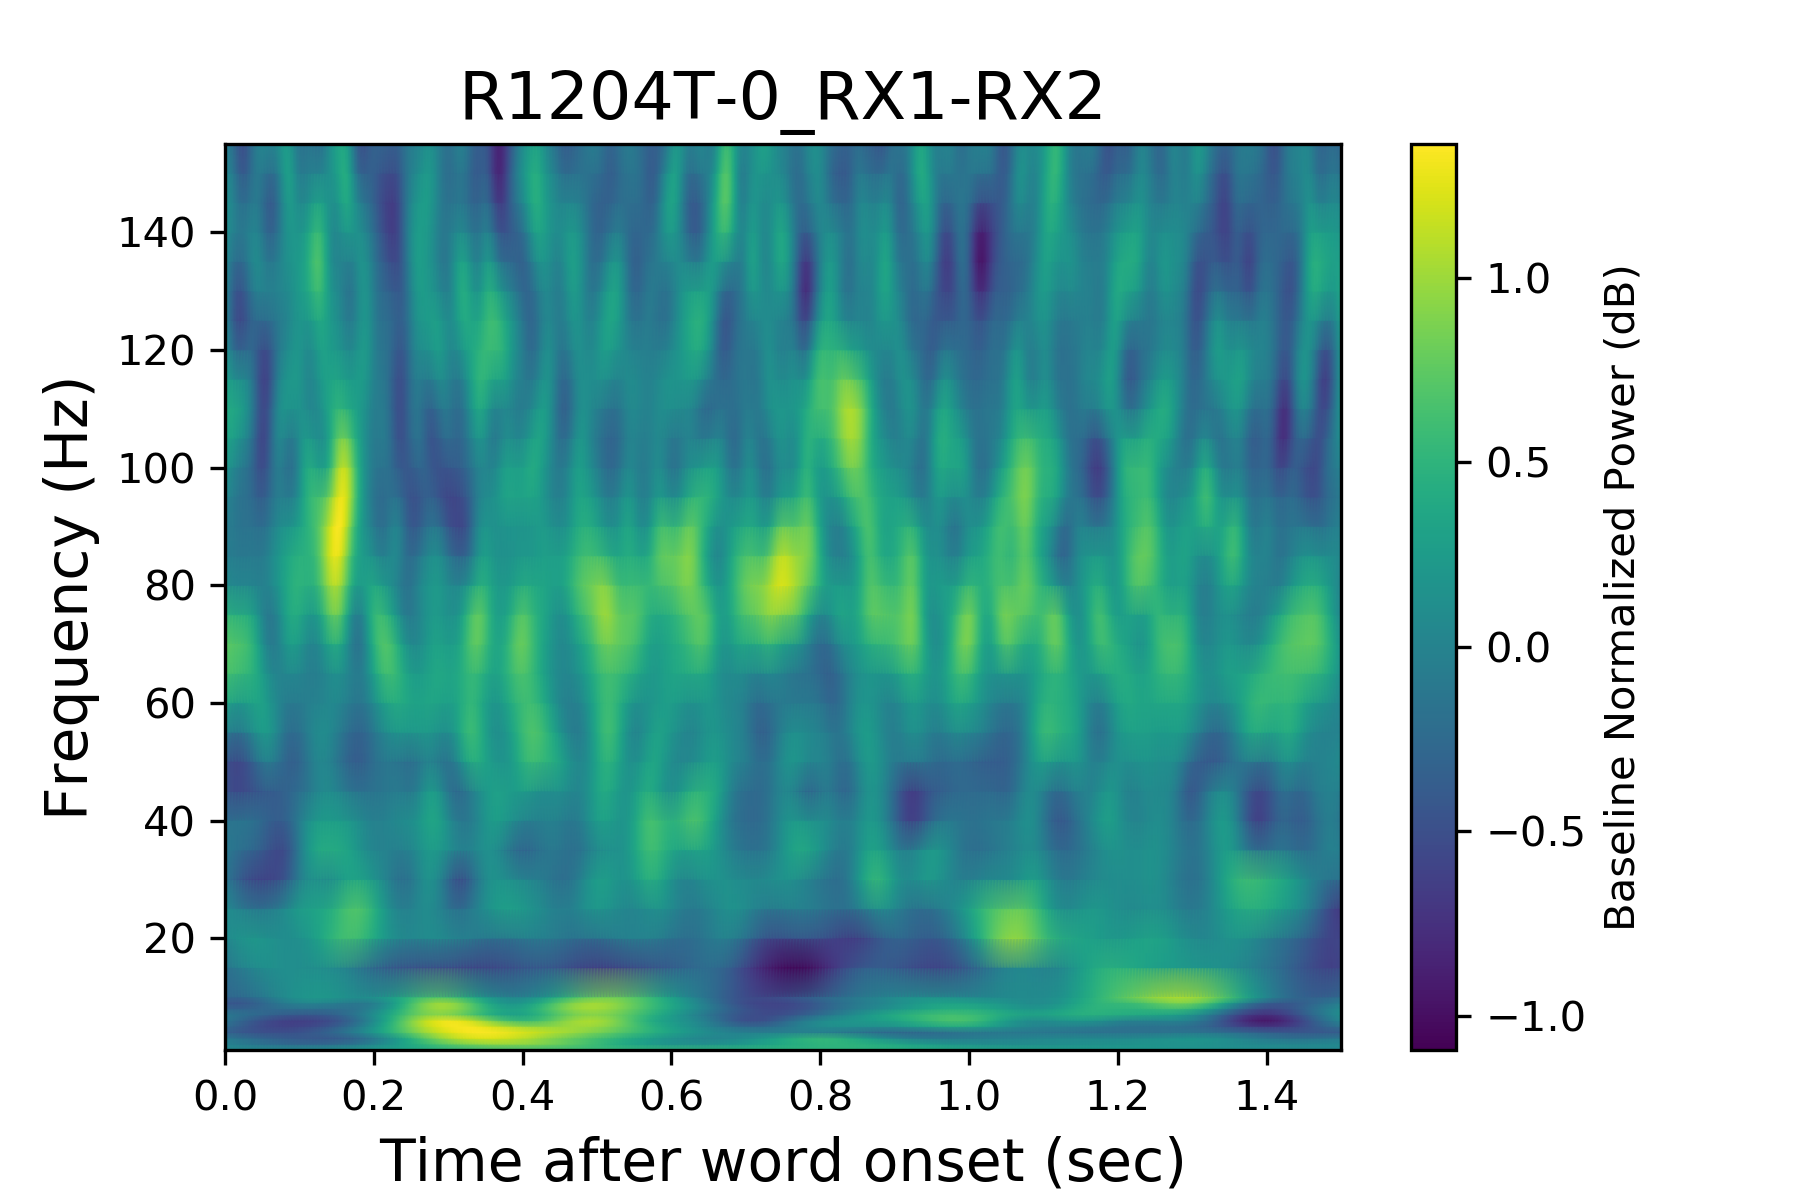 R1204T-0_RX1-RX2
Frequency (Hz)
140
120
100
80
60
40
20
0.0 0.2 0.4 0.6 0.8 1.0 1.2 1.4
Time after word onset (sec)
1.0
0.5
0.0
−0.5
−1.0
Baseline Normalized Power (dB)